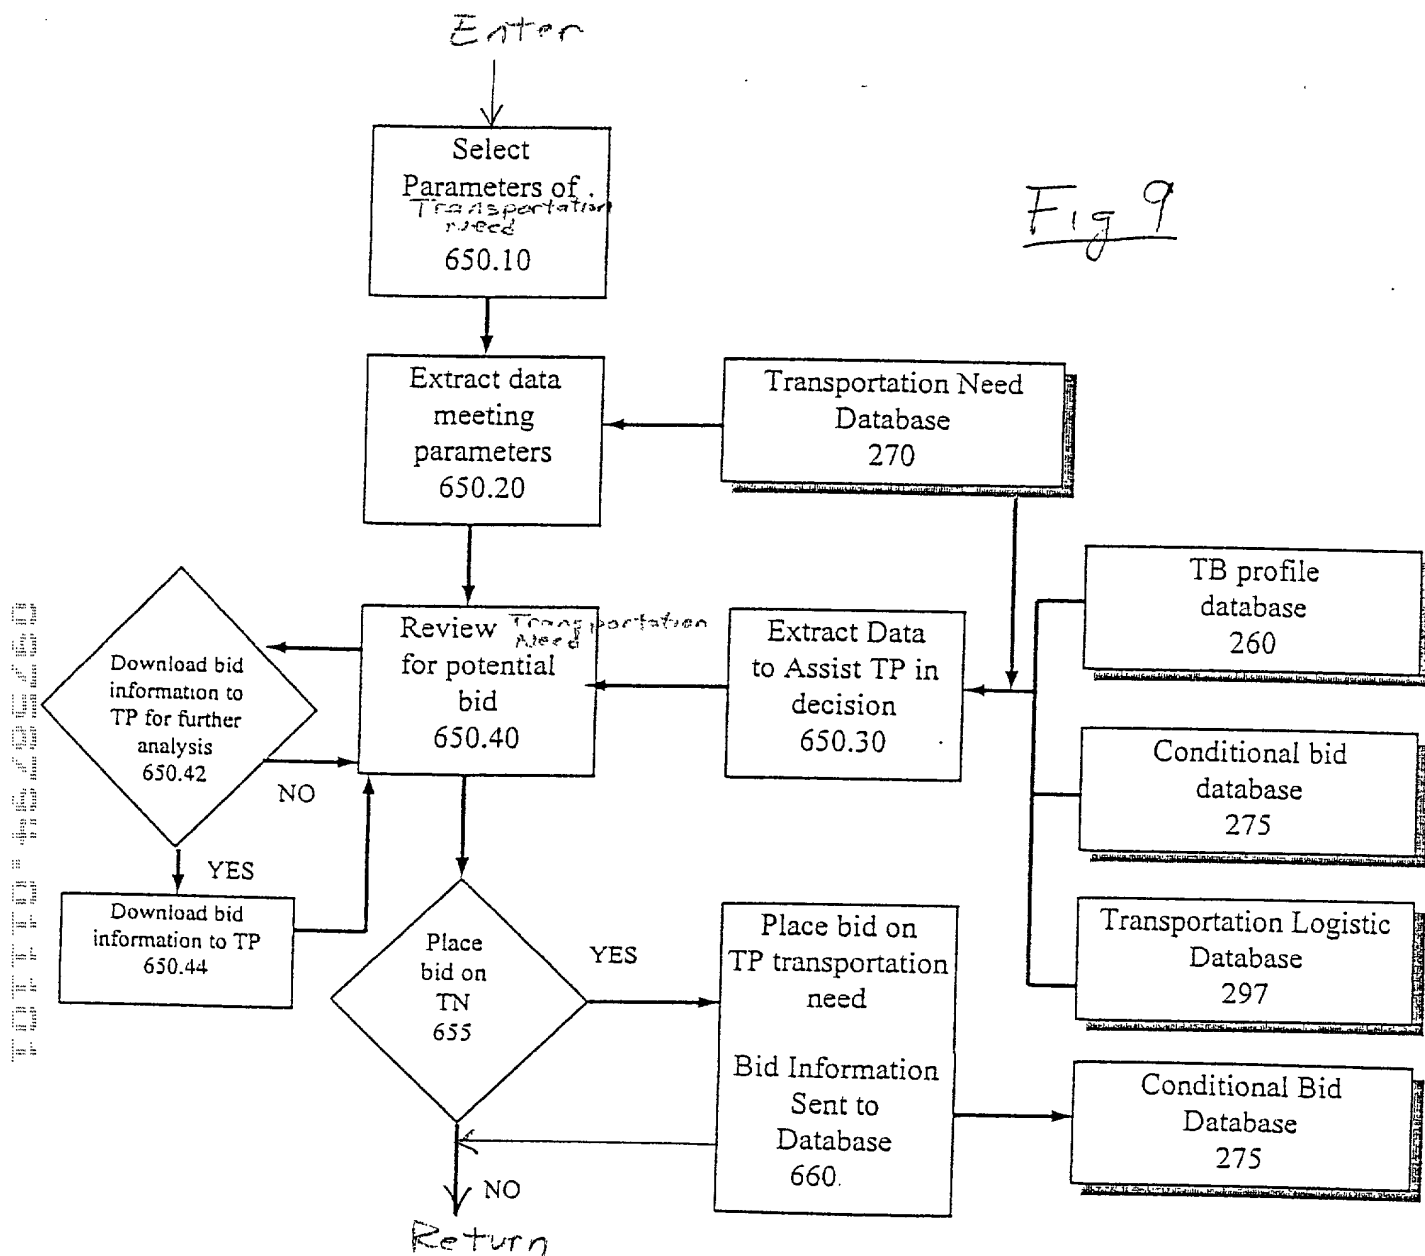 Enter
Select
Parameters of
Transportation
Need
650.10
Fig 9
Extract data
meeting
parameters
650.20
Transportation Need
Database
270
TB profile
database
260
Review Transportation
Need
for potential
bid
650.40
Extract Data
to Assist TP in
decision
650.30
Download bid
information to
TP for further
analysis
650.42
NO
YES
Conditional bid
database
275
Download bid
information to TP
650.44
Transportation Logistic
Database
297
Place
bid on
TN
655
YES
Place bid on
TP transportation
need
Bid Information
Sent to
Database
660.
Conditional Bid
Database
275
NO
Return